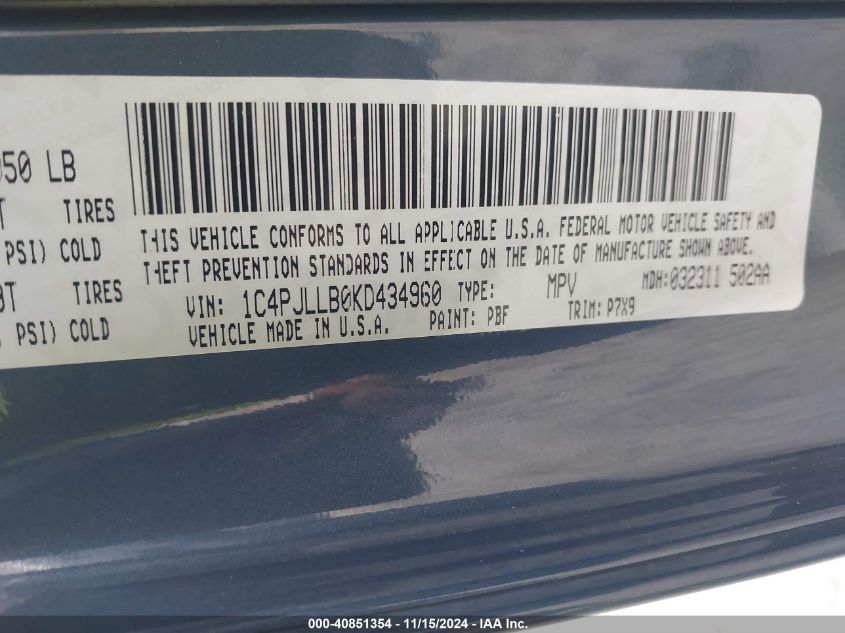 50 LB
TIRES
PSI) COLD
TIRES
PSI) COLD
THIS VEHICLE CONFORMS TO ALL APPLICABLE U.S.A. FEDERAL MOTOR VEHICLE SAFETY AND
THEFT PREVENTION STANDARDS IN EFFECT ON THE DATE OF MANUFACTURE SHOWN ABOVE.
VIN: 1C4PJLLB0KD434960 TYPE: MPV MDH:032311 502AA
VEHICLE MADE IN U.S.A. PAINT: PBF TRIM: P7X9
000-40851354 - 11/15/2024 - IAA Inc.